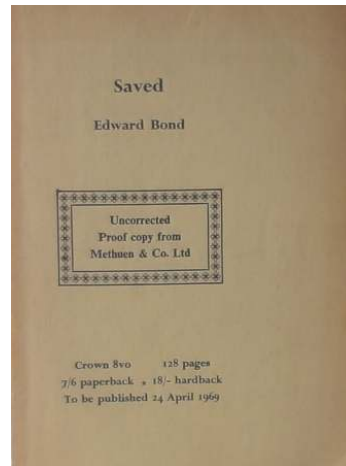 Saved
Edward Bond
Uncorrected
Proof copy from
Methuen & Co. Ltd
Crown 8vo 128 pages
7/6 paperback , 18/- hardback
To be published 24 April 1969